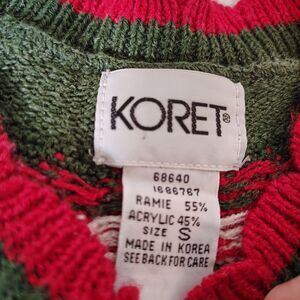 KORET®
68640
1686767
RAMIE 55%
ACRYLIC 45%
SIZE S
MADE IN KOREA
SEE BACK FOR CARE